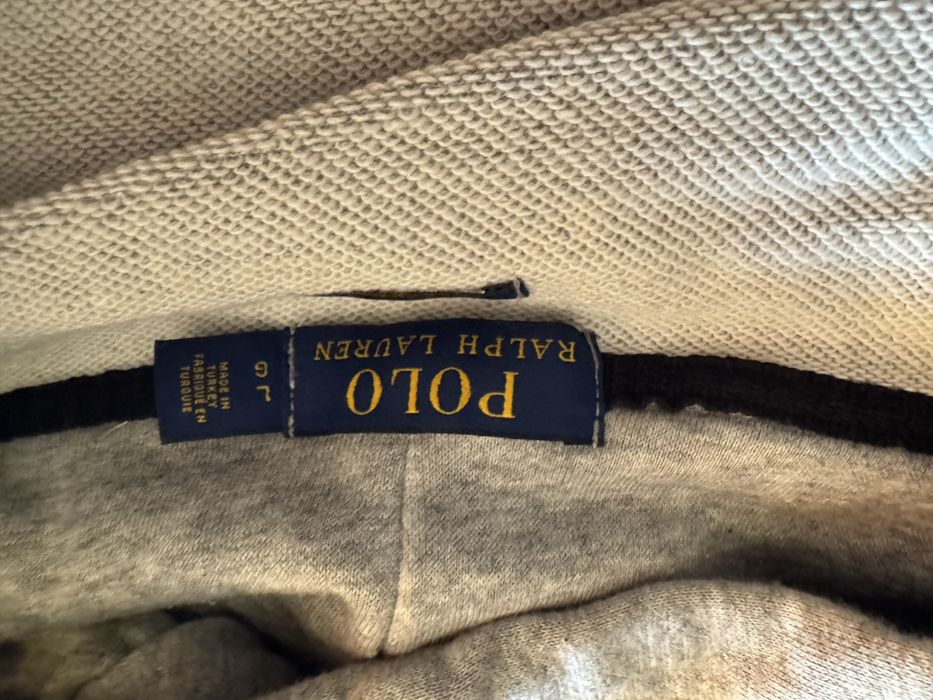 POLO
RALPH LAUREN
L
G
MADE IN
TURKEY
FABRIQUÉ EN
TURQUIE